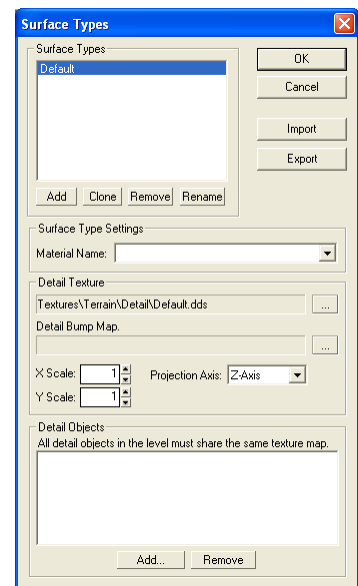 Surface Types
Surface Types
Default
OK
Cancel
Import
Export
Add Clone Remove Rename
Surface Type Settings
Material Name:
Detail Texture
Textures\Terrain\Detail\Default.dds ...
Detail Bump Map.
...
X Scale: 1 Projection Axis: Z-Axis
Y Scale: 1
Detail Objects
All detail objects in the level must share the same texture map.
Add... Remove